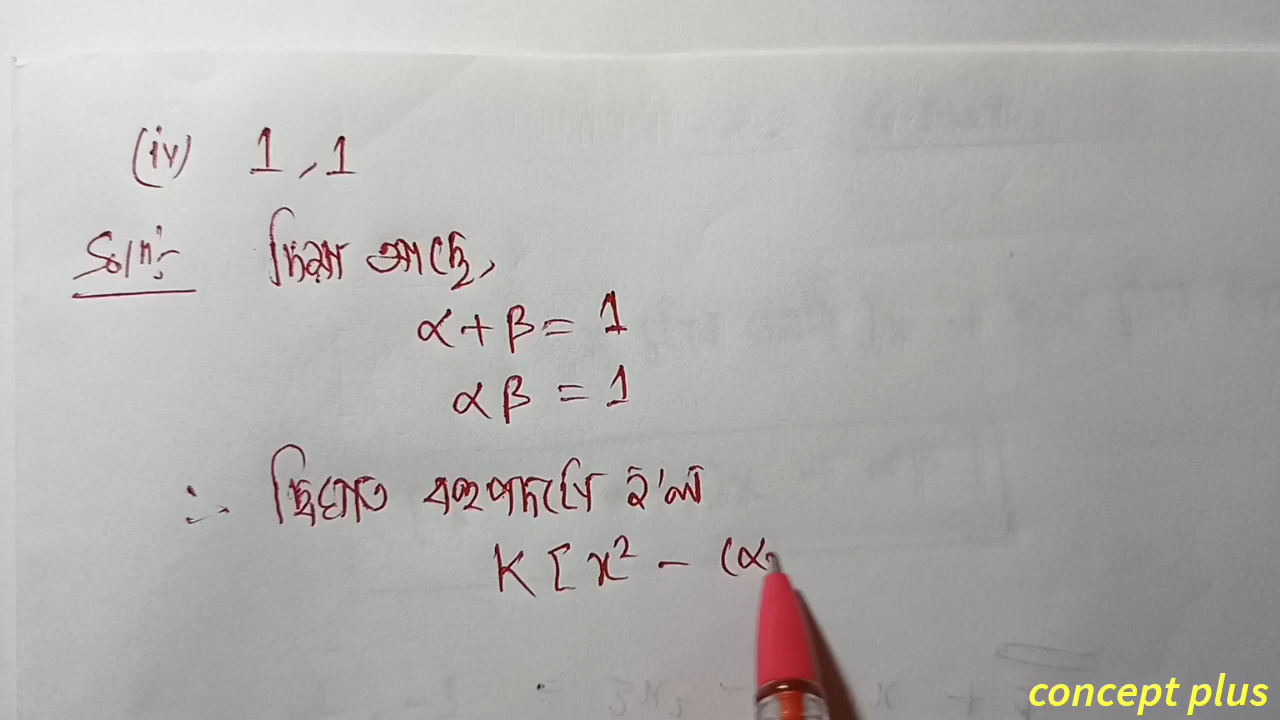 (iv) 1, 1
Soln:- দিয়া আছে,
α + β = 1
αβ = 1
∴ দ্বিঘাত বহুপদটো হ'ল
K [x² - (α
concept plus